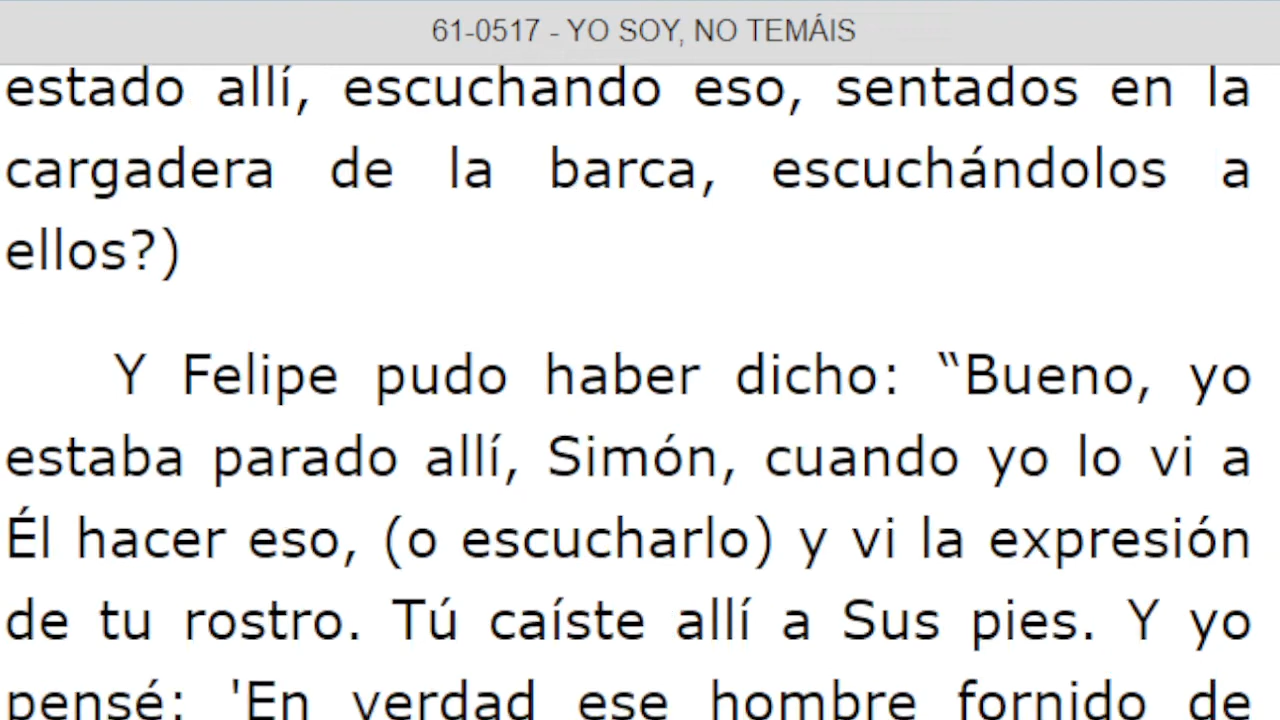 61-0517 - YO SOY, NO TEMÁIS
estado allí, escuchando eso, sentados en la
cargadera de la barca, escuchándolos a
ellos?)
Y Felipe pudo haber dicho: “Bueno, yo
estaba parado allí, Simón, cuando yo lo vi a
Él hacer eso, (o escucharlo) y vi la expresión
de tu rostro. Tú caíste allí a Sus pies. Y yo
pensé: 'En verdad ese hombre fornido de